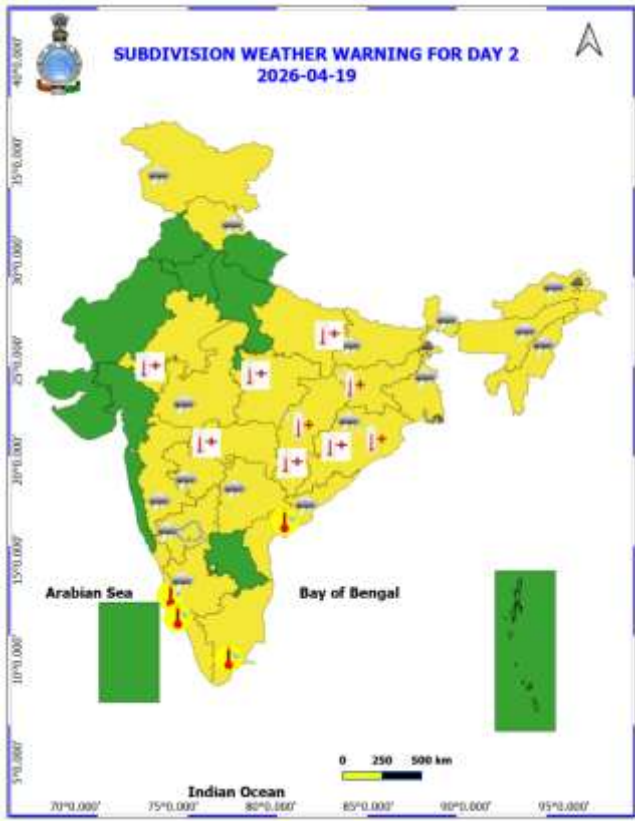 SUBDIVISION WEATHER WARNING FOR DAY 2
2026-04-19
40°0.000'
35°0.000'
30°0.000'
25°0.000'
20°0.000'
15°0.000'
10°0.000'
5°0.000'
Arabian Sea
Bay of Bengal
0 250 500 km
Indian Ocean
70°0.000' 75°0.000' 80°0.000' 85°0.000' 90°0.000' 95°0.000'